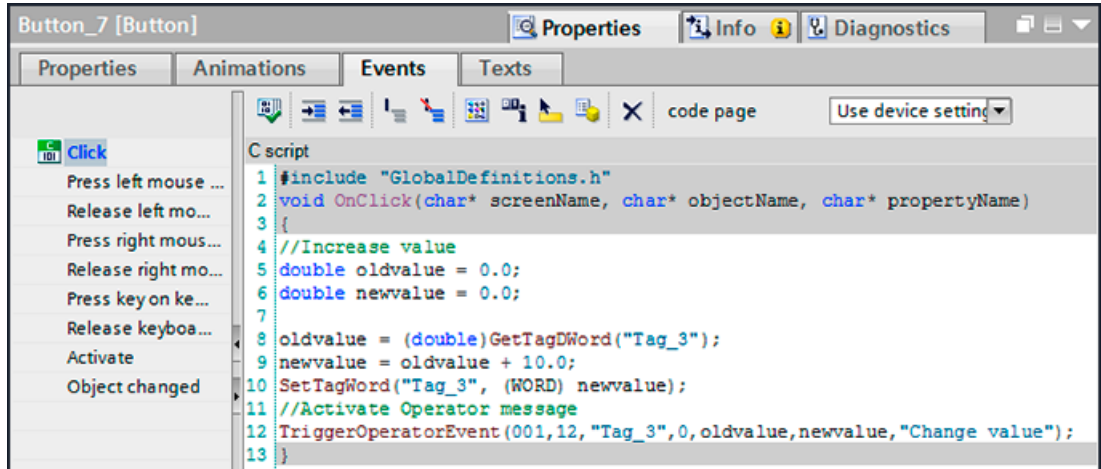 Button_7 [Button] Properties Info Diagnostics
Properties Animations Events Texts
code page Use device setting
Click
Press left mouse ...
Release left mo...
Press right mous...
Release right mo...
Press key on ke...
Release keyboa...
Activate
Object changed
C script
1 #include "GlobalDefinitions.h"
2 void OnClick(char* screenName, char* objectName, char* propertyName)
3 {
4 //Increase value
5 double oldvalue = 0.0;
6 double newvalue = 0.0;
7
8 oldvalue = (double)GetTagDWord("Tag_3");
9 newvalue = oldvalue + 10.0;
10 SetTagWord("Tag_3", (WORD) newvalue);
11 //Activate Operator message
12 TriggerOperatorEvent(001,12,"Tag_3",0,oldvalue,newvalue,"Change value");
13 }